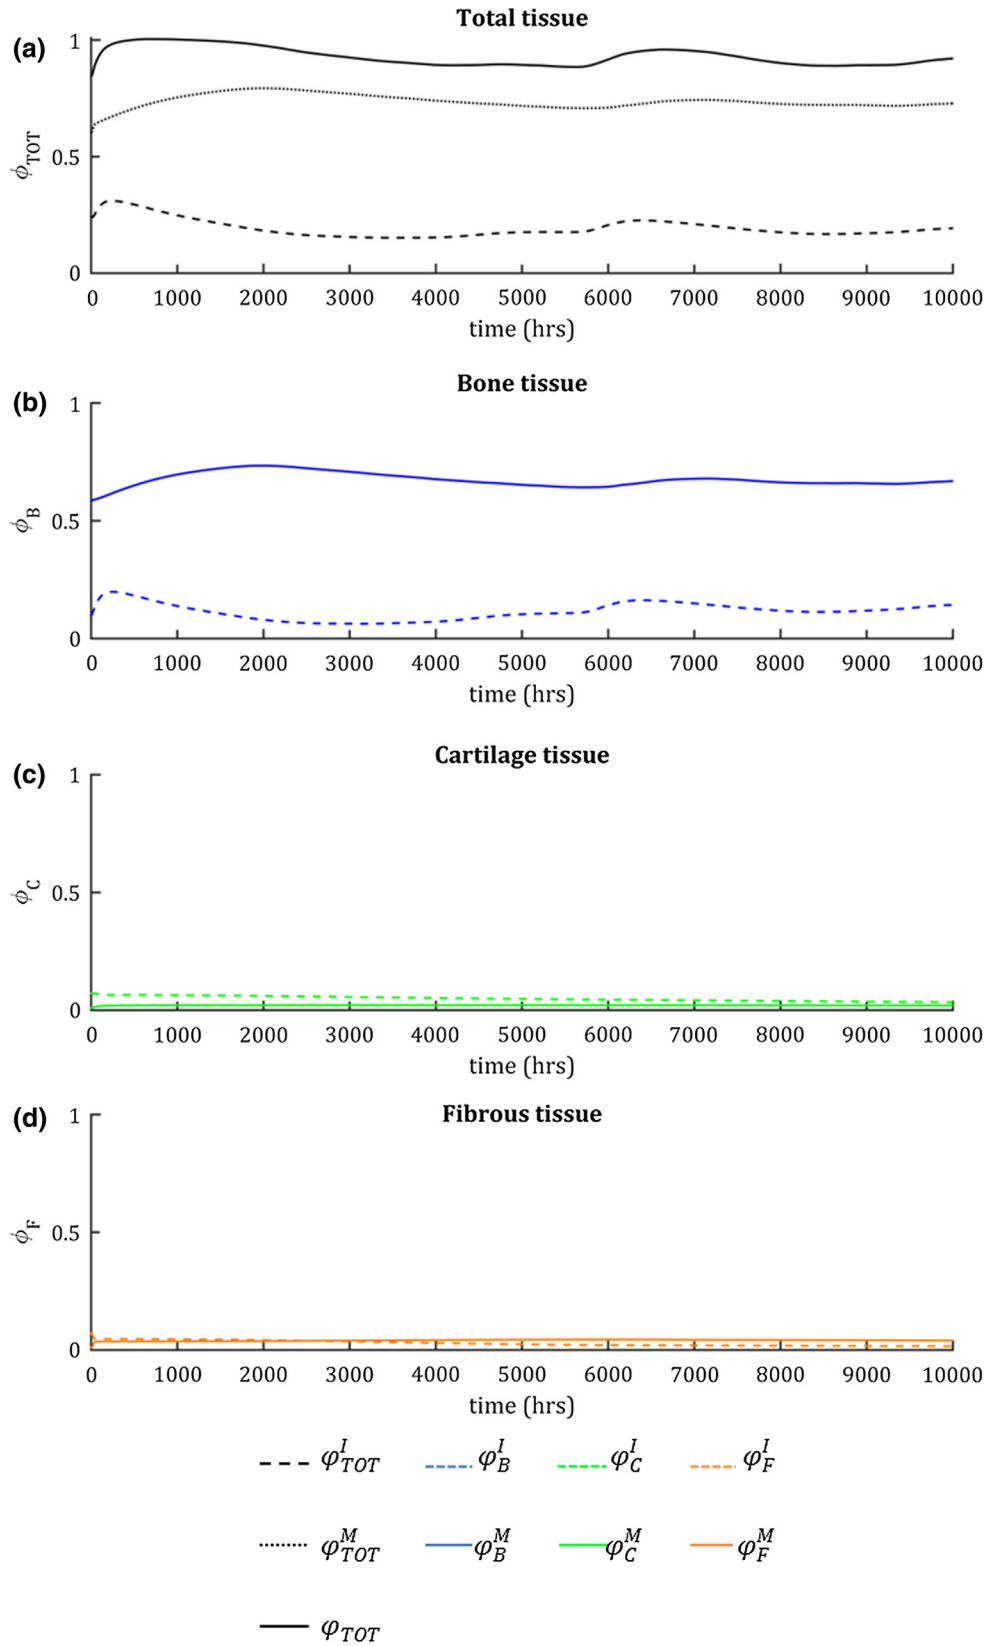 Total tissue
(a)
1
0.5
0
ϕTOT
0 1000 2000 3000 4000 5000 6000 7000 8000 9000 10000
time (hrs)
Bone tissue
(b)
1
0.5
0
ϕB
0 1000 2000 3000 4000 5000 6000 7000 8000 9000 10000
time (hrs)
Cartilage tissue
(c)
1
0.5
0
ϕC
0 1000 2000 3000 4000 5000 6000 7000 8000 9000 10000
time (hrs)
Fibrous tissue
(d)
1
0.5
0
ϕF
0 1000 2000 3000 4000 5000 6000 7000 8000 9000 10000
time (hrs)
φ^I_TOT φ^I_B φ^I_C φ^I_F
φ^M_TOT φ^M_B φ^M_C φ^M_F
φ_TOT